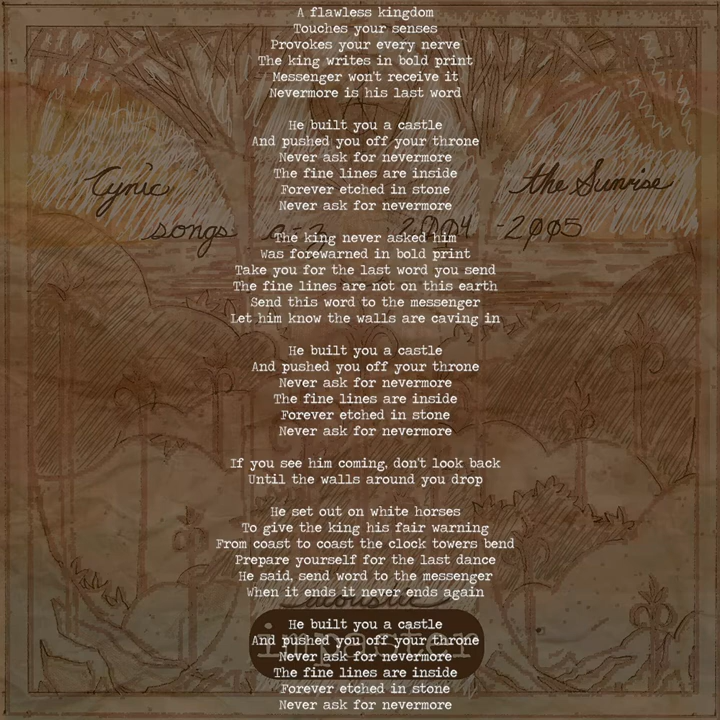 A flawless kingdom
Touches your senses
Provokes your every nerve
The king writes in bold print
Messenger won't receive it
Nevermore is his last word
He built you a castle
And pushed you off your throne
Never ask for nevermore
The fine lines are inside
Forever etched in stone
Never ask for nevermore
Cynic the Sunrise
songs 2004 -2005
The king never asked him
Was forewarned in bold print
Take you for the last word you send
The fine lines are not on this earth
Send this word to the messenger
Let him know the walls are caving in
He built you a castle
And pushed you off your throne
Never ask for nevermore
The fine lines are inside
Forever etched in stone
Never ask for nevermore
If you see him coming, don't look back
Until the walls around you drop
He set out on white horses
To give the king his fair warning
From coast to coast the clock towers bend
Prepare yourself for the last dance
He said, send word to the messenger
When it ends it never ends again
acoustic
He built you a castle
And pushed you off your throne
impaster
Never ask for nevermore
The fine lines are inside
Forever etched in stone
Never ask for nevermore